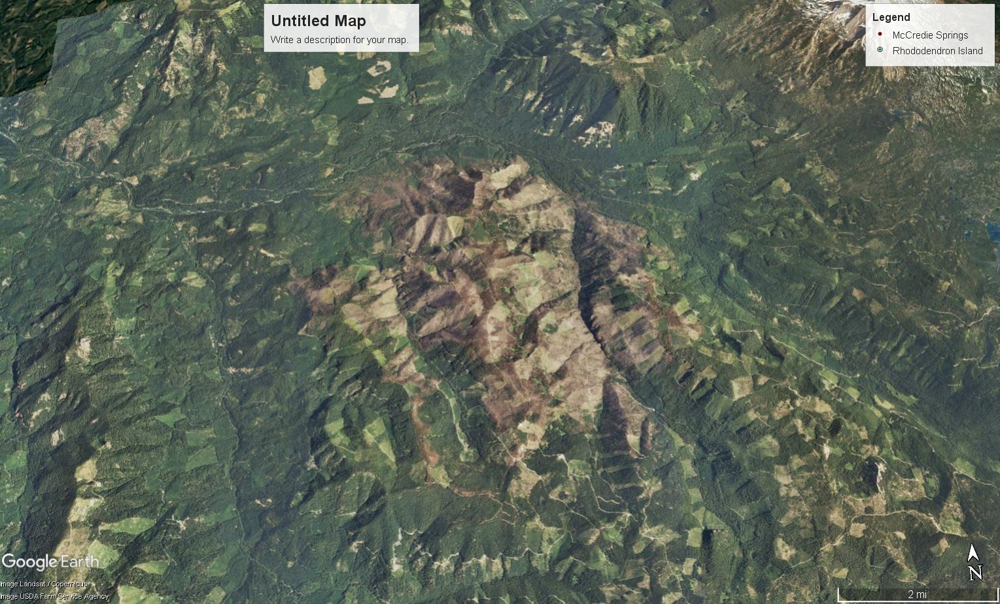 Untitled Map
Write a description for your map.
Legend
McCredie Springs
Rhododendron Island
Google Earth
Image Landsat / Copernicus
Image USDA Farm Service Agency
N
2 mi